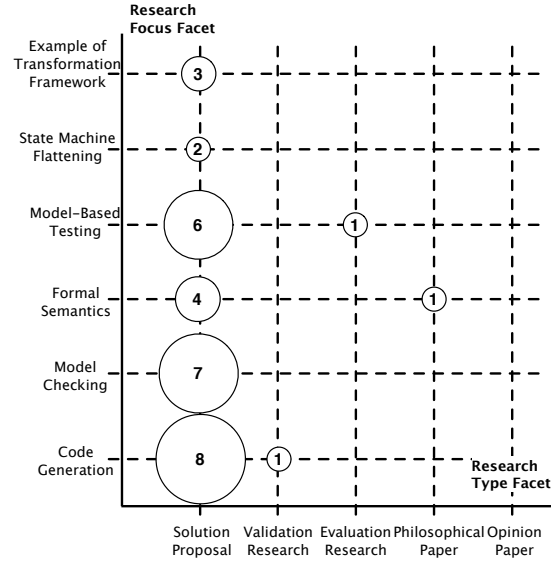 Research
Focus Facet
Example of
Transformation
Framework
3
State Machine
Flattening
2
Model-Based
Testing
6
1
Formal
Semantics
4
1
Model
Checking
7
Code
Generation
8
1
Research
Type Facet
Solution
Proposal
Validation
Research
Evaluation
Research
Philosophical
Paper
Opinion
Paper